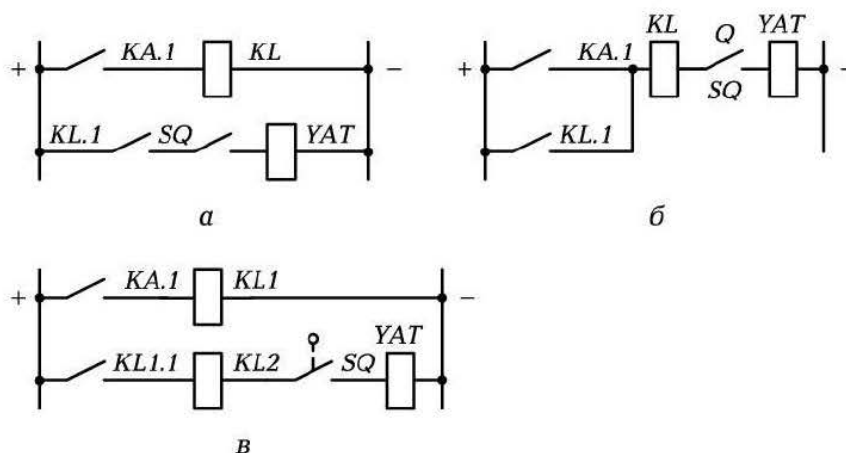 KA.1 KL
+ −
KL.1 SQ YAT
а
KL Q YAT
+ KA.1 −
SQ
KL.1
б
KA.1 KL1
+ −
YAT
KL1.1 KL2 SQ
в